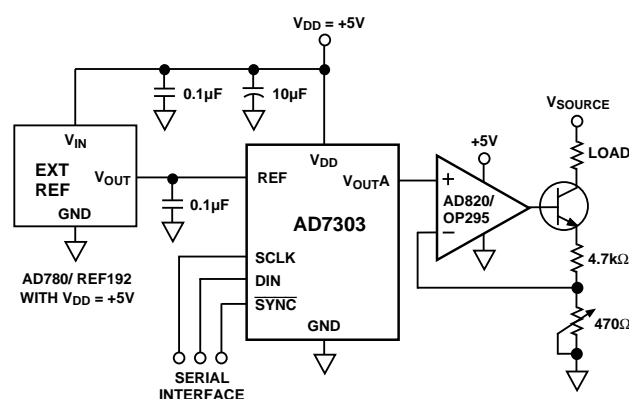 VDD = +5V
0.1µF
10µF
VSOURCE
VIN
EXT
REF
VOUT
GND
0.1µF
AD780/ REF192
WITH VDD = +5V
VDD
REF
VOUTA
AD7303
SCLK
DIN
SYNC
GND
SERIAL
INTERFACE
+5V
+
AD820/
OP295
−
LOAD
4.7kΩ
470Ω